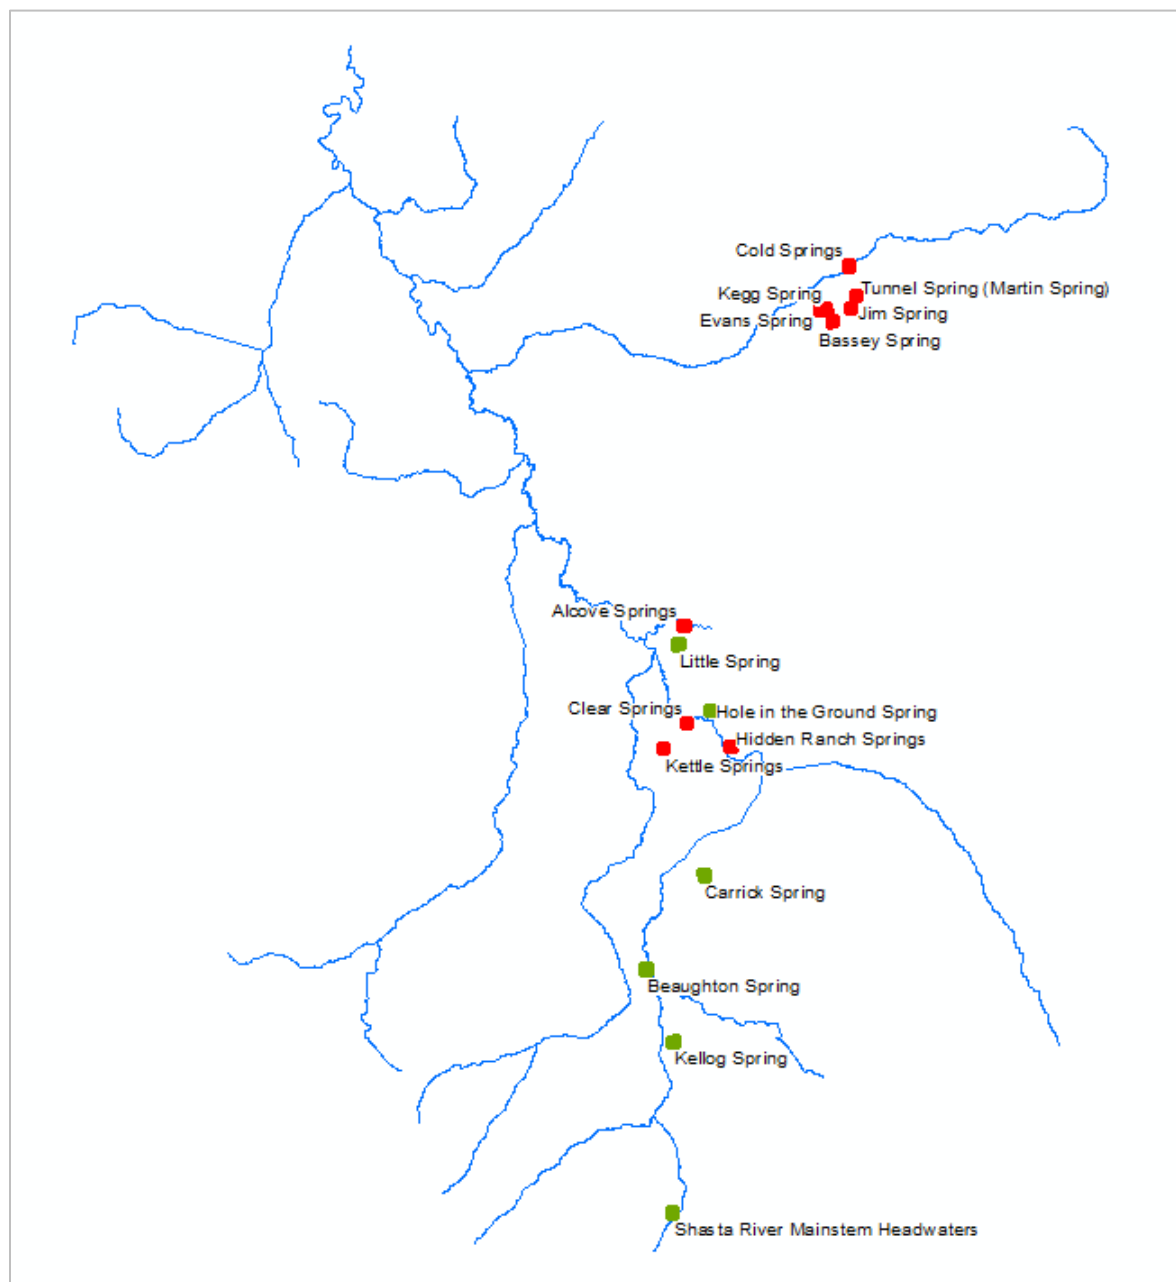 Cold Springs
Tunnel Spring (Martin Spring)
Kegg Spring
Jim Spring
Evans Spring
Bassey Spring
Alcove Springs
Little Spring
Clear Springs
Hole in the Ground Spring
Hidden Ranch Springs
Kettle Springs
Carrick Spring
Beaughton Spring
Kellog Spring
Shasta River Mainstem Headwaters